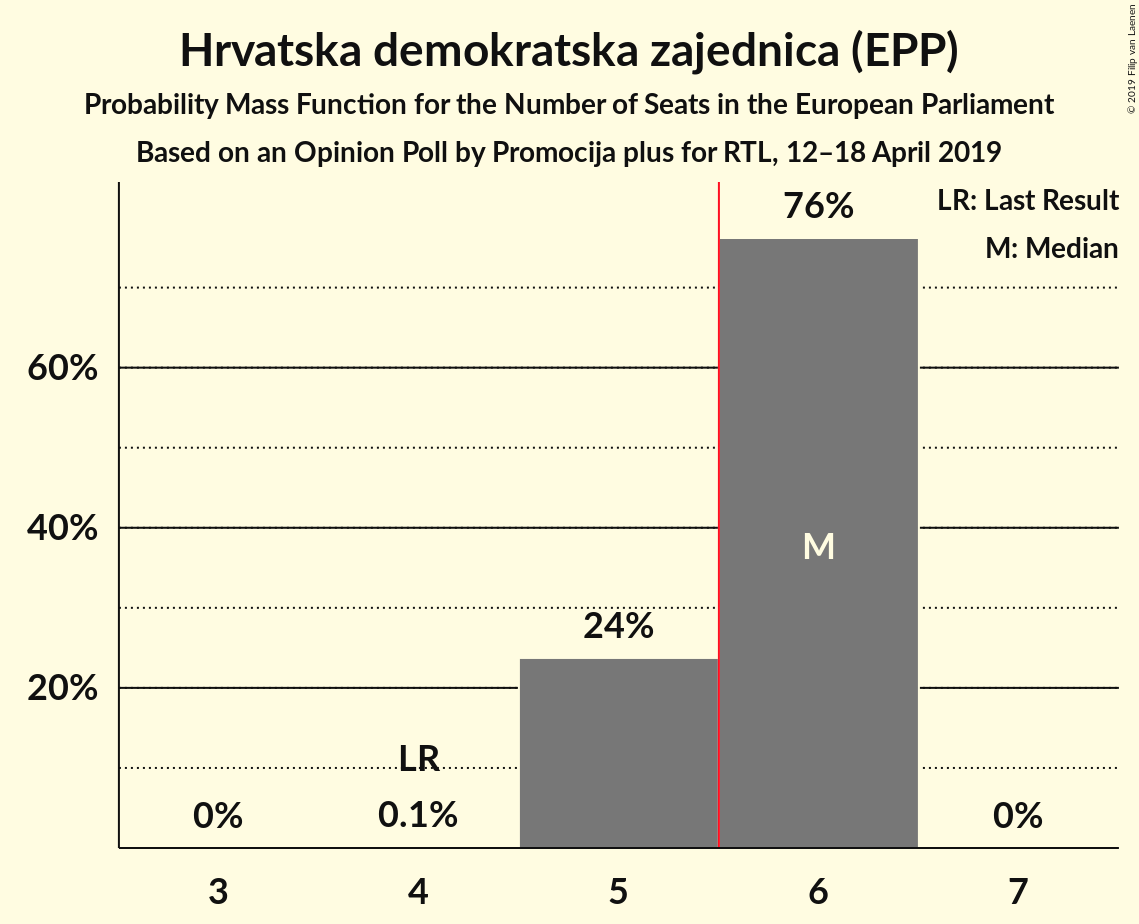 Hrvatska demokratska zajednica (EPP)
Probability Mass Function for the Number of Seats in the European Parliament
Based on an Opinion Poll by Promocija plus for RTL, 12–18 April 2019
© 2019 Filip van Laenen
LR: Last Result
M: Median
76%
60%
40%
M
24%
20%
LR
0%
0.1%
0%
3
4
5
6
7